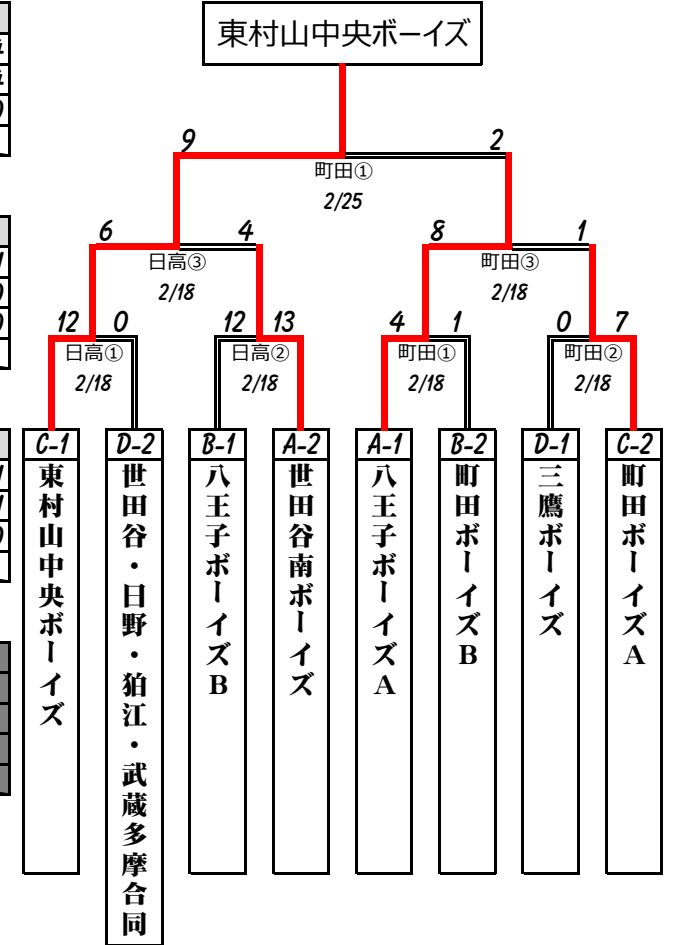 東村山中央ボーイズ
9 2
町田①
2/25
6 4 8 1
日高③ 町田③
2/18 2/18
12 0 12 13 4 1 0 7
日高① 日高② 町田① 町田②
2/18 2/18 2/18 2/18
C-1 D-2 B-1 A-2 A-1 B-2 D-1 C-2
東村山中央ボーイズ
世田谷・日野・狛江・武蔵多摩合同
八王子ボーイズB
世田谷南ボーイズ
八王子ボーイズA
町田ボーイズB
三鷹ボーイズ
町田ボーイズA